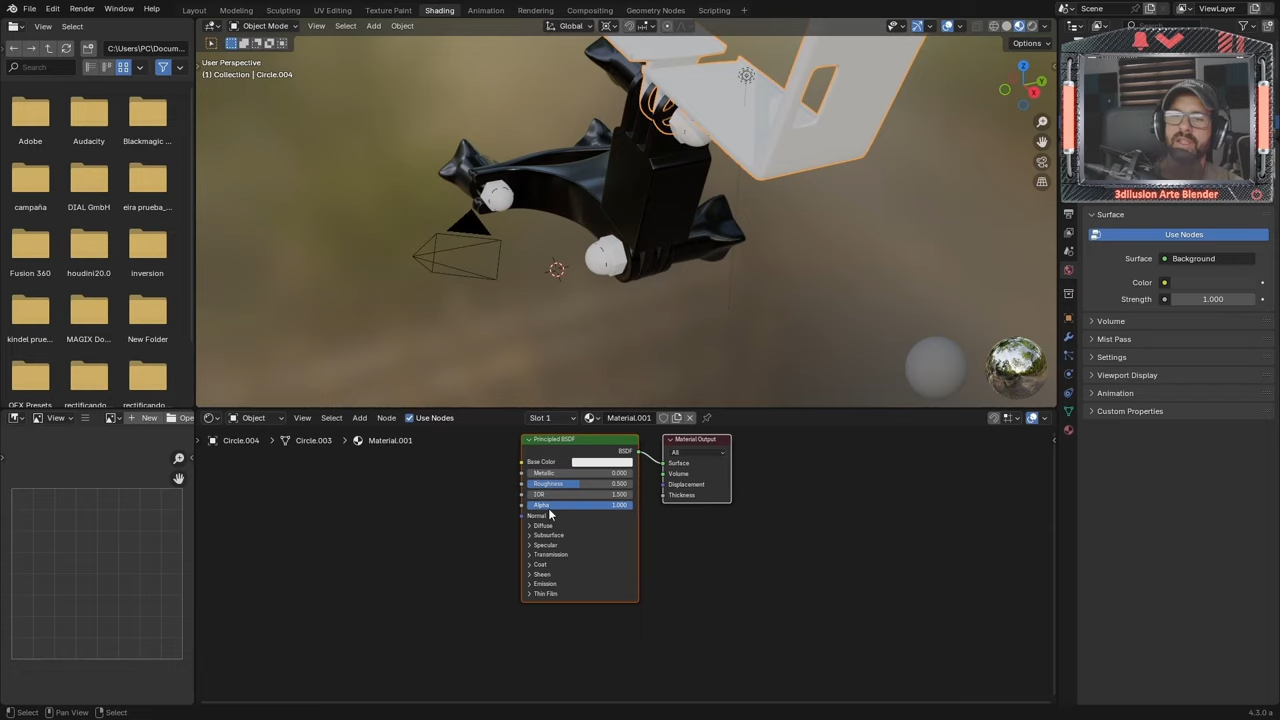 File Edit Render Window Help
Layout Modeling Sculpting UV Editing Texture Paint Shading Animation Rendering Compositing Geometry Nodes Scripting +
Scene ViewLayer
View Select
C:\Users\PC\Docum...
Search
Adobe Audacity Blackmagic ...
campaña DIAL GmbH eira prueba_...
Fusion 360 houdini20.0 inversion
kindel prue... MAGIX Do... New Folder
OFX Presets rectificando... rectificando...
Object Mode View Select Add Object Global
Options
User Perspective
(1) Collection | Circle.004
Z
Y
X
3dIlusion Arte Blender
Surface
Use Nodes
Surface Background
Color
Strength 1.000
Volume
Mist Pass
Settings
Viewport Display
Animation
Custom Properties
View New Ope
Object View Select Add Node Use Nodes Slot 1 Material.001
Circle.004 > Circle.003 > Material.001
Principled BSDF
BSDF
Base Color
Metallic 0.000
Roughness 0.500
IOR 1.500
Alpha 1.000
Normal
Diffuse
Subsurface
Specular
Transmission
Coat
Sheen
Emission
Thin Film
Material Output
All
Surface
Volume
Displacement
Thickness
Select Pan View Select 4.3.0 a